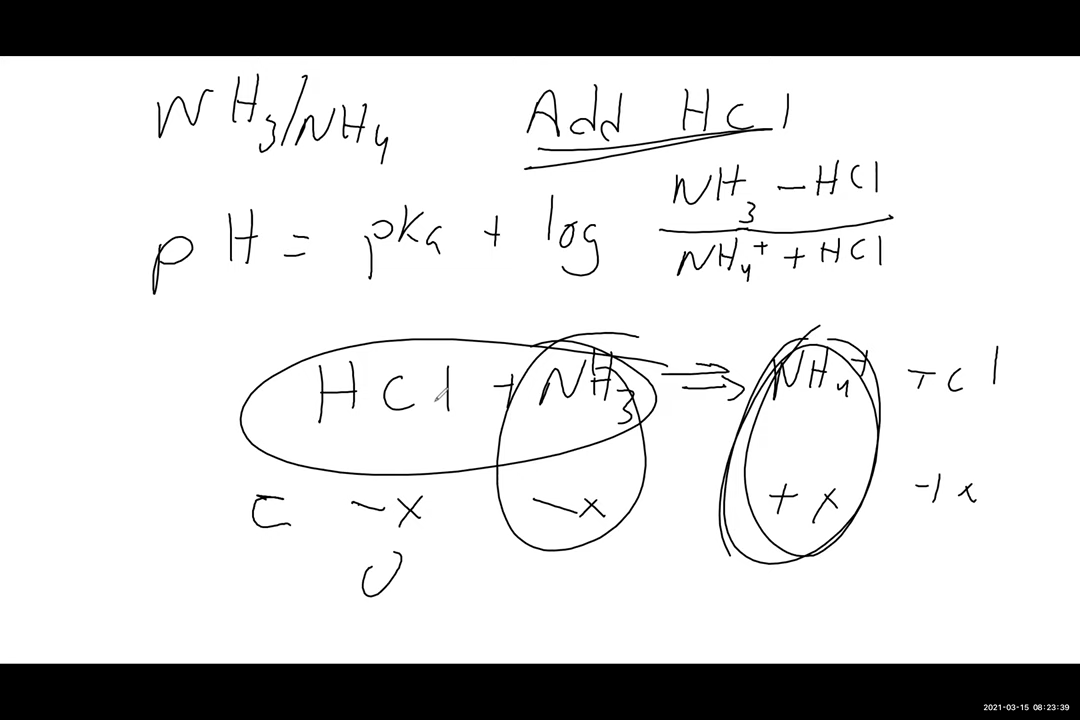 NH3/NH4 Add HCl
pH = pKa + log NH3 - HCl / NH4+ + HCl
HCl + NH3 ⇒ NH4+ + Cl
C -x -x + x + x
0
2021-03-15 08:23:39